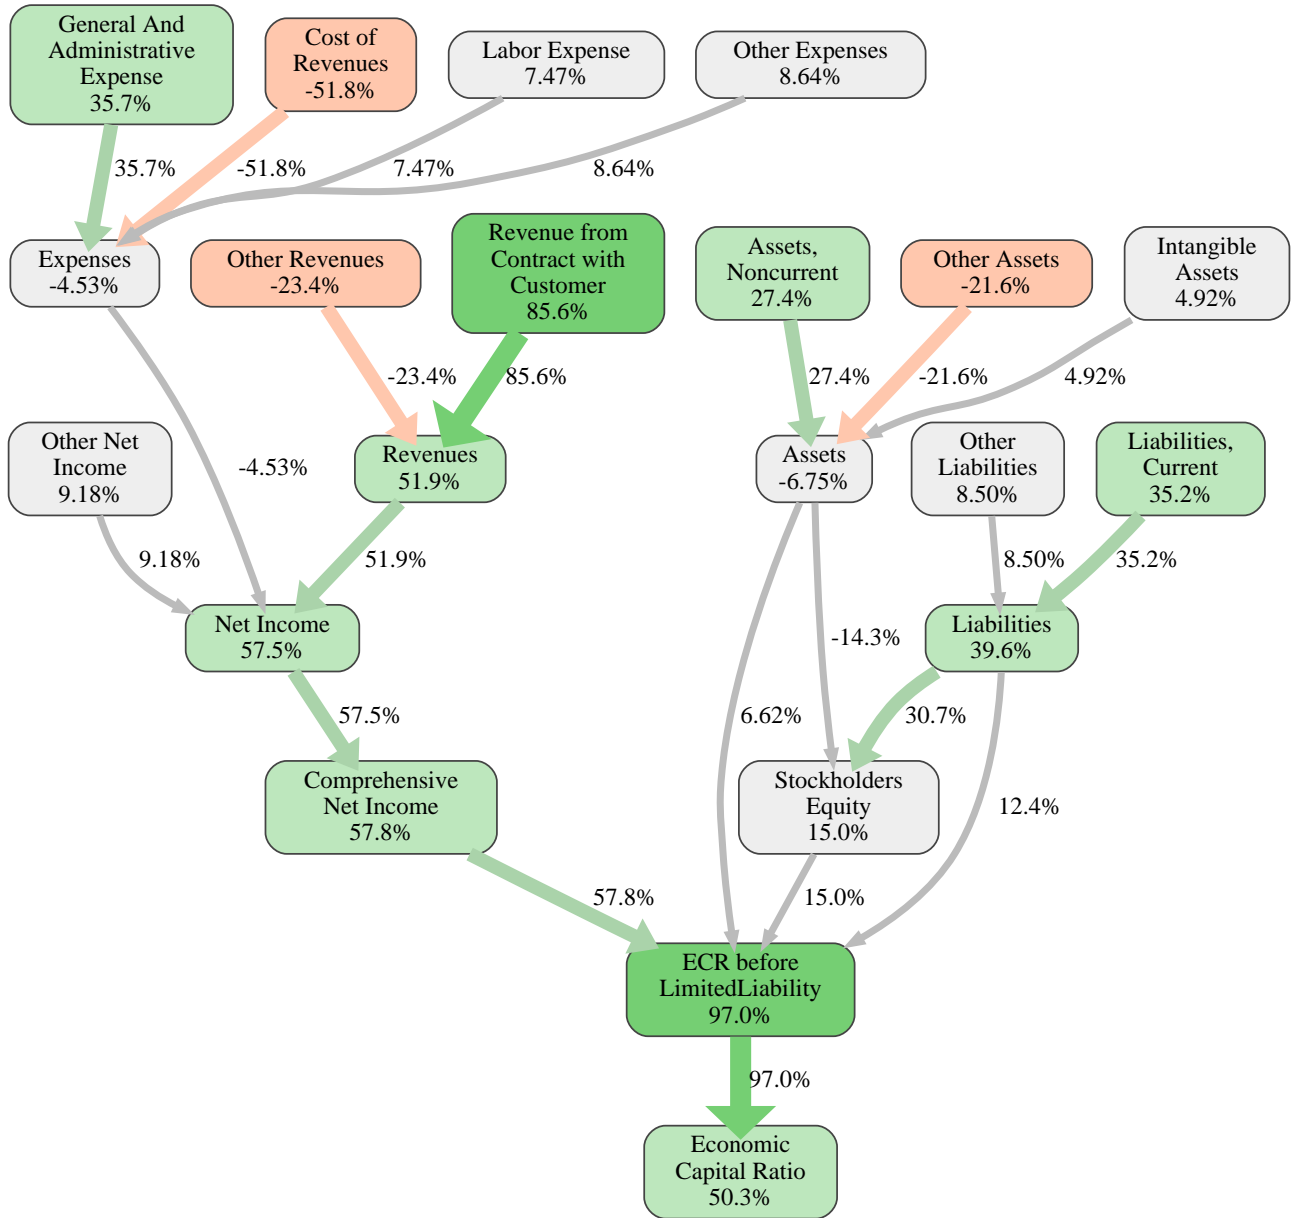 General And
Administrative
Expense
35.7%
Cost of
Revenues
-51.8%
Labor Expense
7.47%
Other Expenses
8.64%
35.7%
-51.8%
7.47%
8.64%
Expenses
-4.53%
Other Revenues
-23.4%
Revenue from
Contract with
Customer
85.6%
Assets,
Noncurrent
27.4%
Other Assets
-21.6%
Intangible
Assets
4.92%
-23.4%
85.6%
27.4%
-21.6%
4.92%
Other Net
Income
9.18%
-4.53%
Revenues
51.9%
Assets
-6.75%
Other
Liabilities
8.50%
Liabilities,
Current
35.2%
9.18%
51.9%
8.50%
35.2%
Net Income
57.5%
-14.3%
Liabilities
39.6%
57.5%
6.62%
30.7%
Comprehensive
Net Income
57.8%
Stockholders
Equity
15.0%
12.4%
57.8%
15.0%
ECR before
LimitedLiability
97.0%
97.0%
Economic
Capital Ratio
50.3%